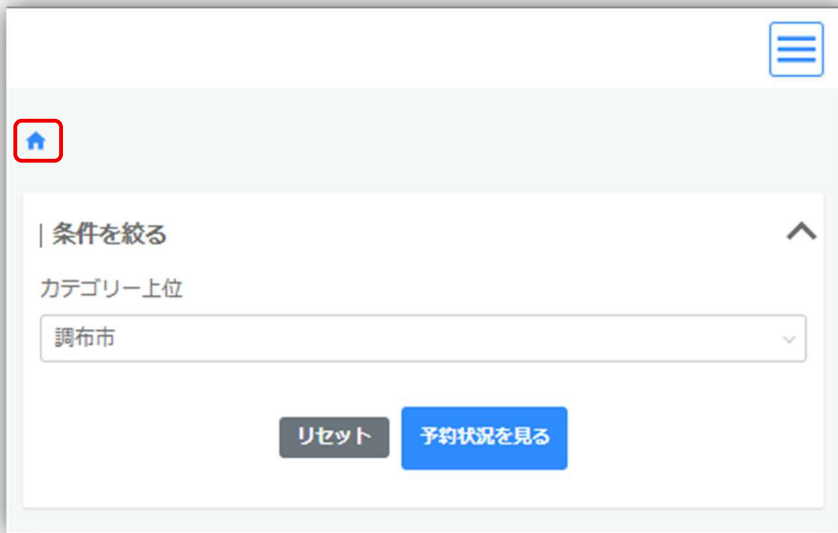 | 条件を絞る
カテゴリー上位
調布市
リセット
予約状況を見る